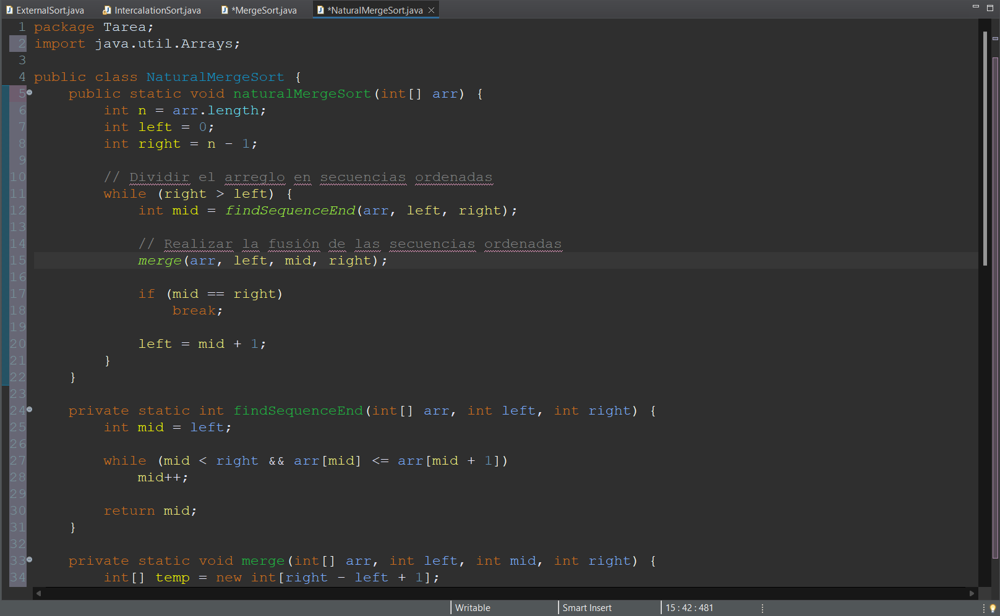 ExternalSort.java IntercalationSort.java *MergeSort.java *NaturalMergeSort.java
1 package Tarea;
2 import java.util.Arrays;
3
4 public class NaturalMergeSort {
5 public static void naturalMergeSort(int[] arr) {
6 int n = arr.length;
7 int left = 0;
8 int right = n - 1;
9
10 // Dividir el arreglo en secuencias ordenadas
11 while (right > left) {
12 int mid = findSequenceEnd(arr, left, right);
13
14 // Realizar la fusión de las secuencias ordenadas
15 merge(arr, left, mid, right);
16
17 if (mid == right)
18 break;
19
20 left = mid + 1;
21 }
22 }
23
24 private static int findSequenceEnd(int[] arr, int left, int right) {
25 int mid = left;
26
27 while (mid < right && arr[mid] <= arr[mid + 1])
28 mid++;
29
30 return mid;
31 }
32
33 private static void merge(int[] arr, int left, int mid, int right) {
34 int[] temp = new int[right - left + 1];
Writable Smart Insert 15 : 42 : 481